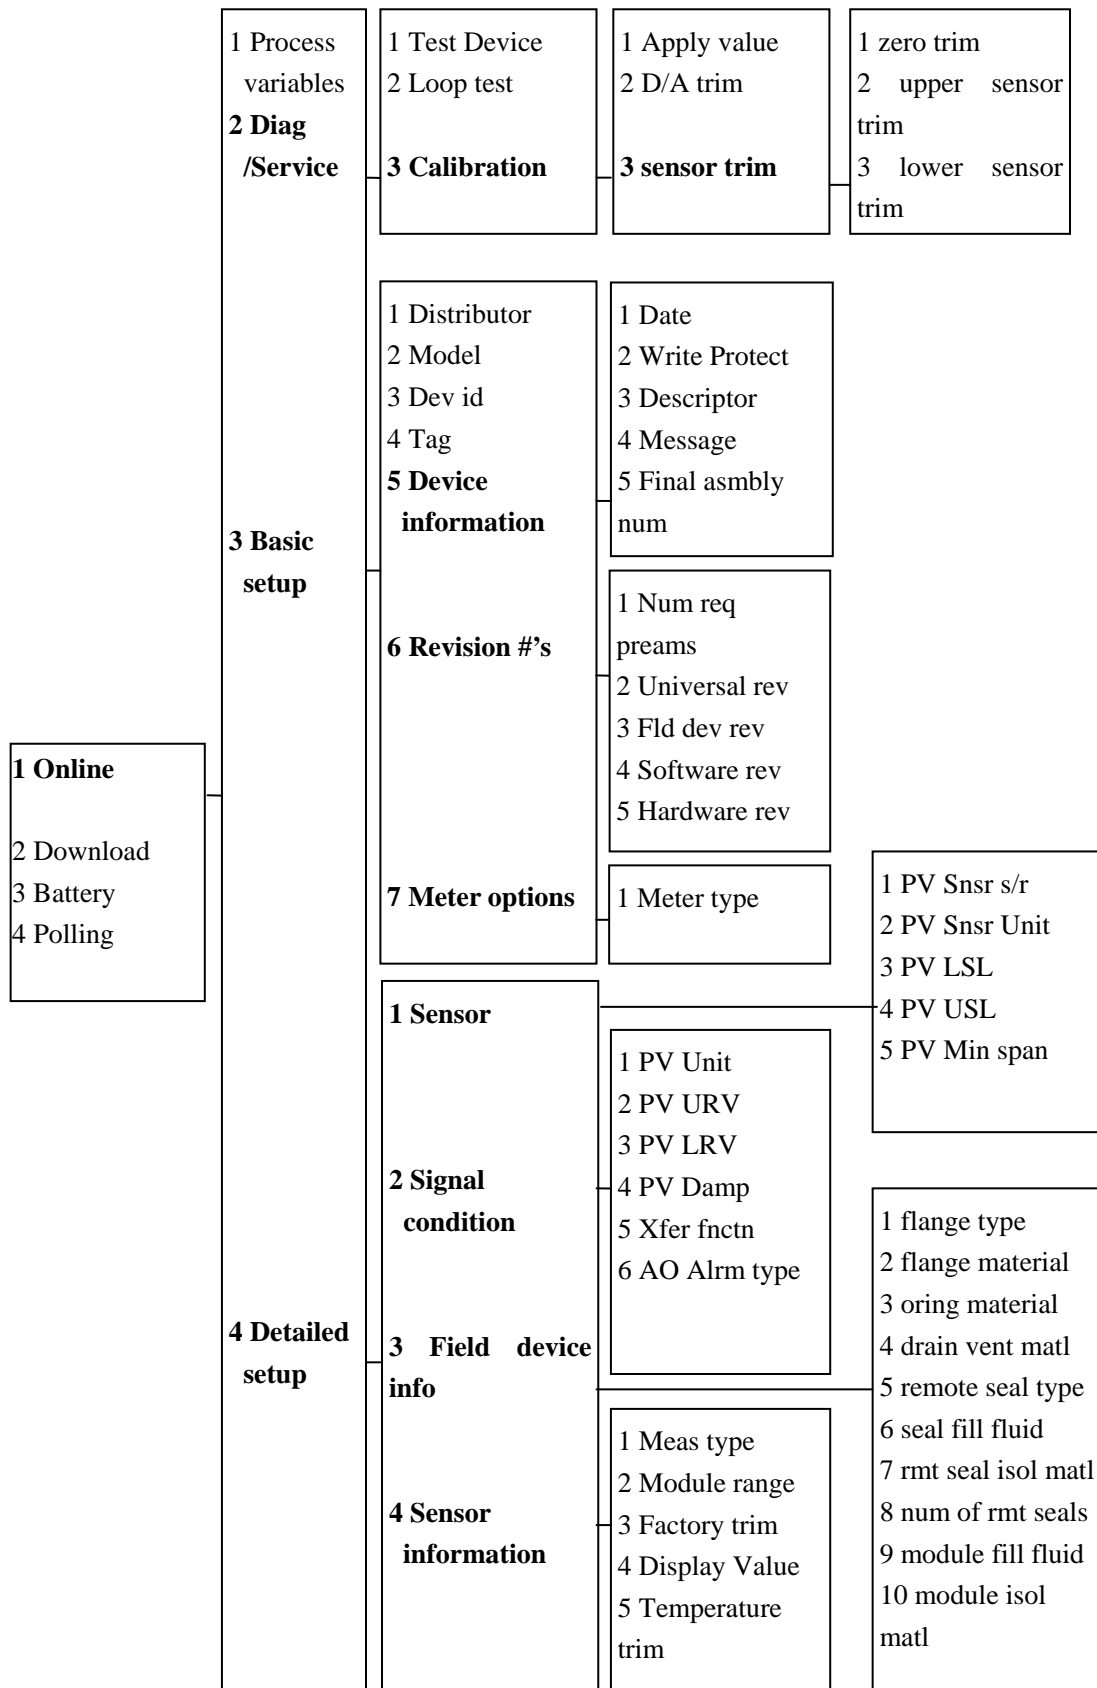 1 Online
2 Download
3 Battery
4 Polling
1 Process
variables
2 Diag
/Service
3 Basic
setup
4 Detailed
setup
1 Test Device
2 Loop test
3 Calibration
1 Apply value
2 D/A trim
3 sensor trim
1 zero trim
2 upper sensor
trim
3 lower sensor
trim
1 Distributor
2 Model
3 Dev id
4 Tag
5 Device
information
6 Revision #’s
7 Meter options
1 Date
2 Write Protect
3 Descriptor
4 Message
5 Final asmbly
num
1 Num req
preams
2 Universal rev
3 Fld dev rev
4 Software rev
5 Hardware rev
1 Meter type
1 Sensor
2 Signal
condition
3 Field device
info
4 Sensor
information
1 PV Snsr s/r
2 PV Snsr Unit
3 PV LSL
4 PV USL
5 PV Min span
1 PV Unit
2 PV URV
3 PV LRV
4 PV Damp
5 Xfer fnctn
6 AO Alrm type
1 flange type
2 flange material
3 oring material
4 drain vent matl
5 remote seal type
6 seal fill fluid
7 rmt seal isol matl
8 num of rmt seals
9 module fill fluid
10 module isol
matl
1 Meas type
2 Module range
3 Factory trim
4 Display Value
5 Temperature
trim